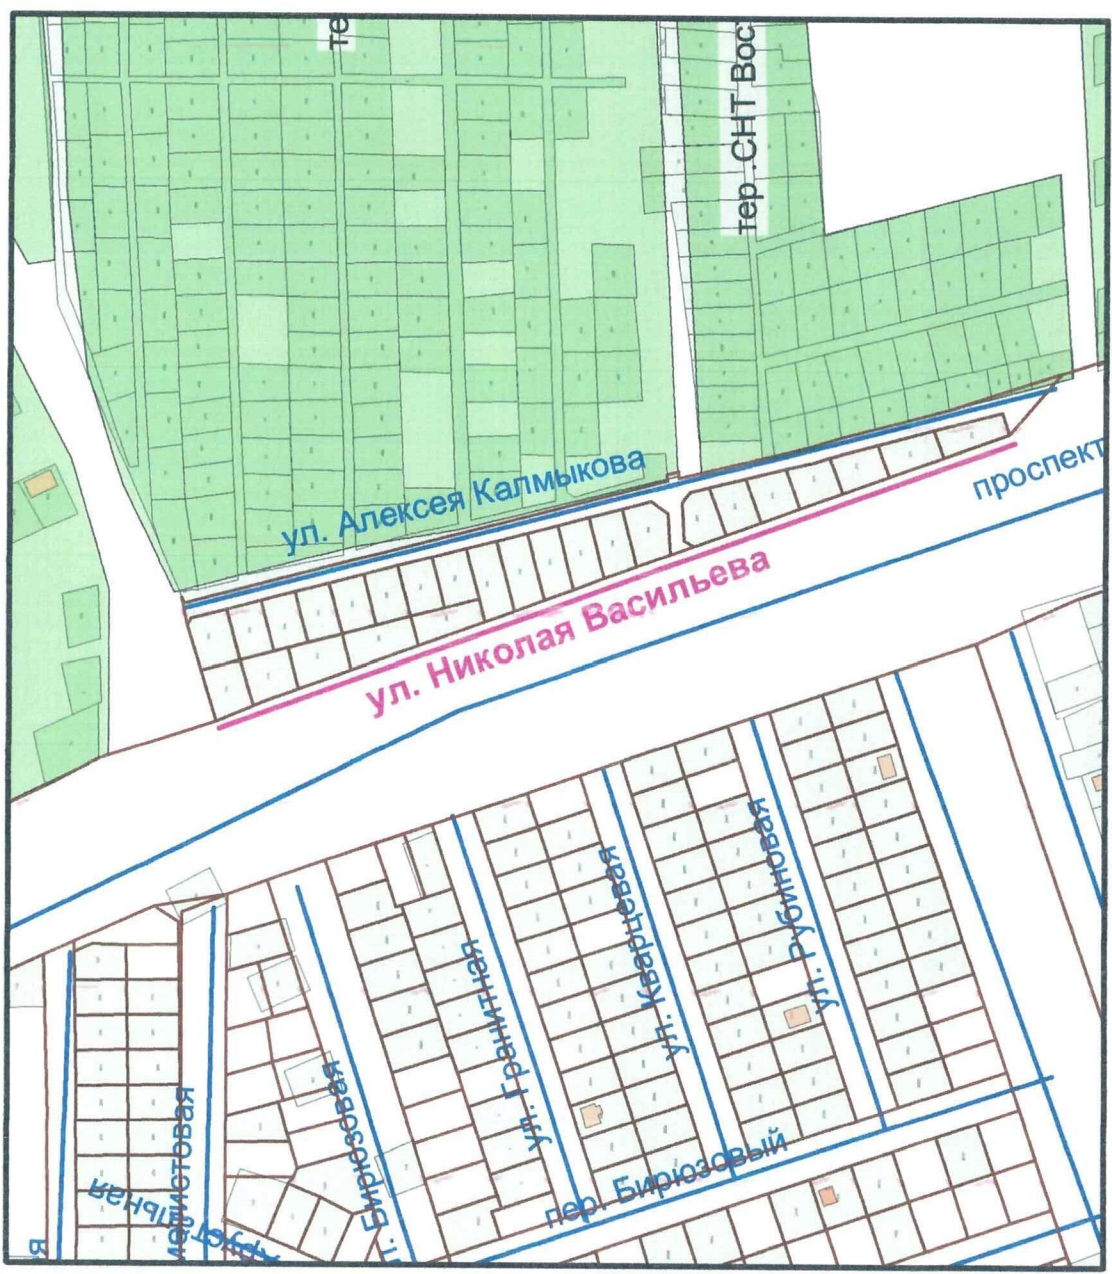 те
тер .СНТ Вос
ул. Алексея Калмыкова
проспект
ул. Николая Васильева
ул. Рубиновая
ул. Кварцевая
ул. Гранитная
Бирюзовая
пер. Бирюзовый
я